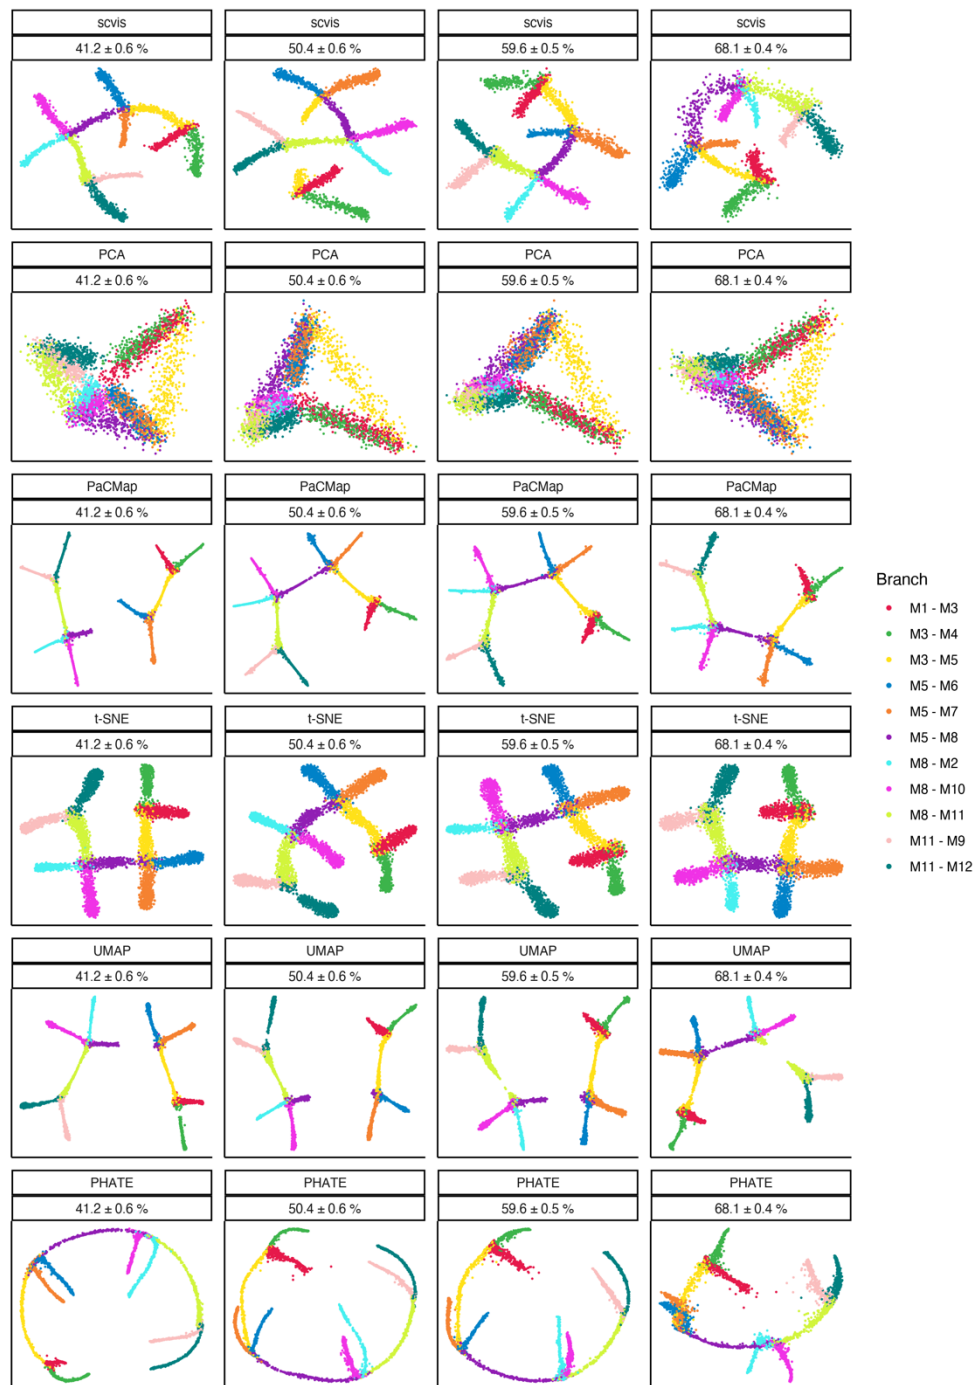 scvis scvis scvis scvis
41.2 ± 0.6 % 50.4 ± 0.6 % 59.6 ± 0.5 % 68.1 ± 0.4 %
PCA PCA PCA PCA
41.2 ± 0.6 % 50.4 ± 0.6 % 59.6 ± 0.5 % 68.1 ± 0.4 %
PaCMap PaCMap PaCMap PaCMap
41.2 ± 0.6 % 50.4 ± 0.6 % 59.6 ± 0.5 % 68.1 ± 0.4 %
t-SNE t-SNE t-SNE t-SNE
41.2 ± 0.6 % 50.4 ± 0.6 % 59.6 ± 0.5 % 68.1 ± 0.4 %
UMAP UMAP UMAP UMAP
41.2 ± 0.6 % 50.4 ± 0.6 % 59.6 ± 0.5 % 68.1 ± 0.4 %
PHATE PHATE PHATE PHATE
41.2 ± 0.6 % 50.4 ± 0.6 % 59.6 ± 0.5 % 68.1 ± 0.4 %
Branch
M1 - M3
M3 - M4
M3 - M5
M5 - M6
M5 - M7
M5 - M8
M8 - M2
M8 - M10
M8 - M11
M11 - M9
M11 - M12